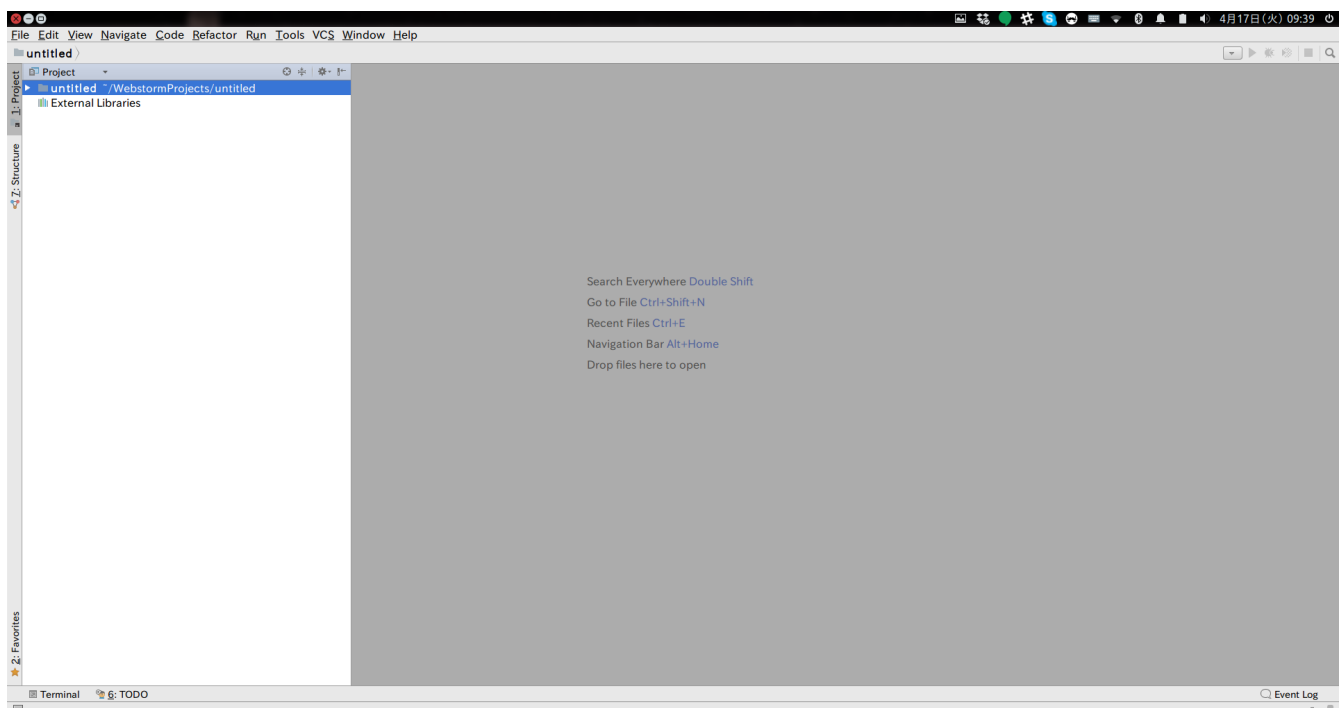 4月17日(火) 09:39
File Edit View Navigate Code Refactor Run Tools VCS Window Help
untitled
Project
untitled ~/WebstormProjects/untitled
External Libraries
1: Project
7: Structure
2: Favorites
Search Everywhere Double Shift
Go to File Ctrl+Shift+N
Recent Files Ctrl+E
Navigation Bar Alt+Home
Drop files here to open
Terminal 6: TODO Event Log